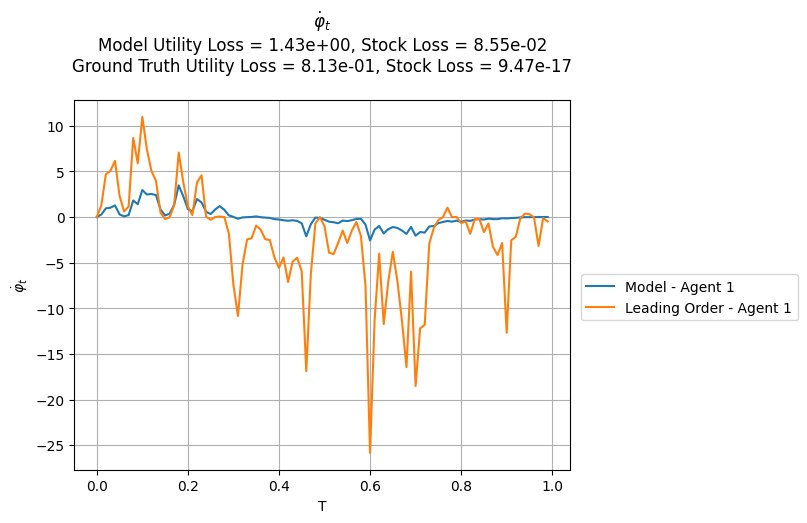 φ̇ₜ
Model Utility Loss = 1.43e+00, Stock Loss = 8.55e-02
Ground Truth Utility Loss = 8.13e-01, Stock Loss = 9.47e-17
10
5
0
−5
−10
−15
−20
−25
φ̇ₜ
0.0 0.2 0.4 0.6 0.8 1.0
T
Model - Agent 1
Leading Order - Agent 1